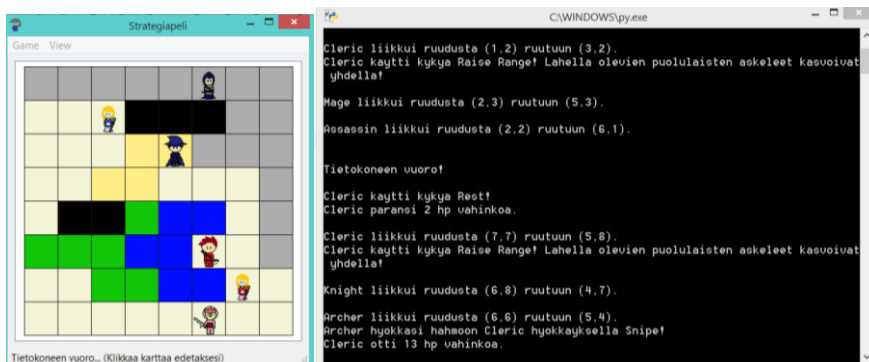 Strategiapeli
Game View
Tietokoneen vuoro... (Klikkaa karttaa edetaksesi)
C:\WINDOWS\py.exe
Cleric liikkui ruudusta (1,2) ruutuun (3,2).
Cleric kaytti kykya Raise Range! Lahella olevien puolulaisten askeleet kasvoivat
yhdella!
Mage liikkui ruudusta (2,3) ruutuun (5,3).
Assassin liikkui ruudusta (2,2) ruutuun (6,1).
Tietokoneen vuoro!
Cleric kaytti kykya Rest!
Cleric paransi 2 hp vahinkoa.
Cleric liikkui ruudusta (7,7) ruutuun (5,8).
Cleric kaytti kykya Raise Range! Lahella olevien puolulaisten askeleet kasvoivat
yhdella!
Knight liikkui ruudusta (6,8) ruutuun (4,7).
Archer liikkui ruudusta (6,6) ruutuun (5,4).
Archer hyokkasi hahmoon Cleric hyokkayksella Snipe!
Cleric otti 13 hp vahinkoa.